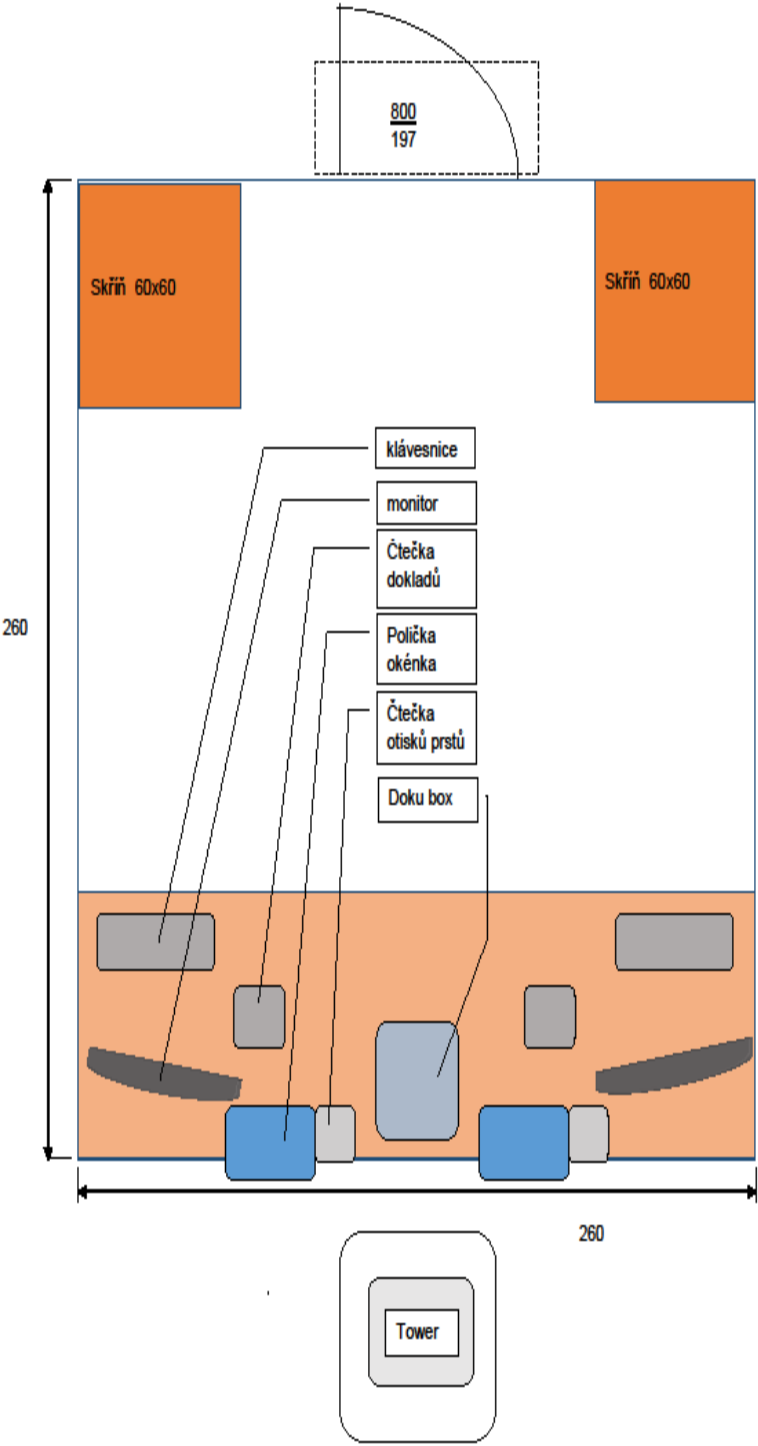 800
197
Skříň 60x60
Skříň 60x60
klávesnice
monitor
Čtečka
dokladů
Polička
okénka
Čtečka
otisků prstů
Doku box
260
260
Tower